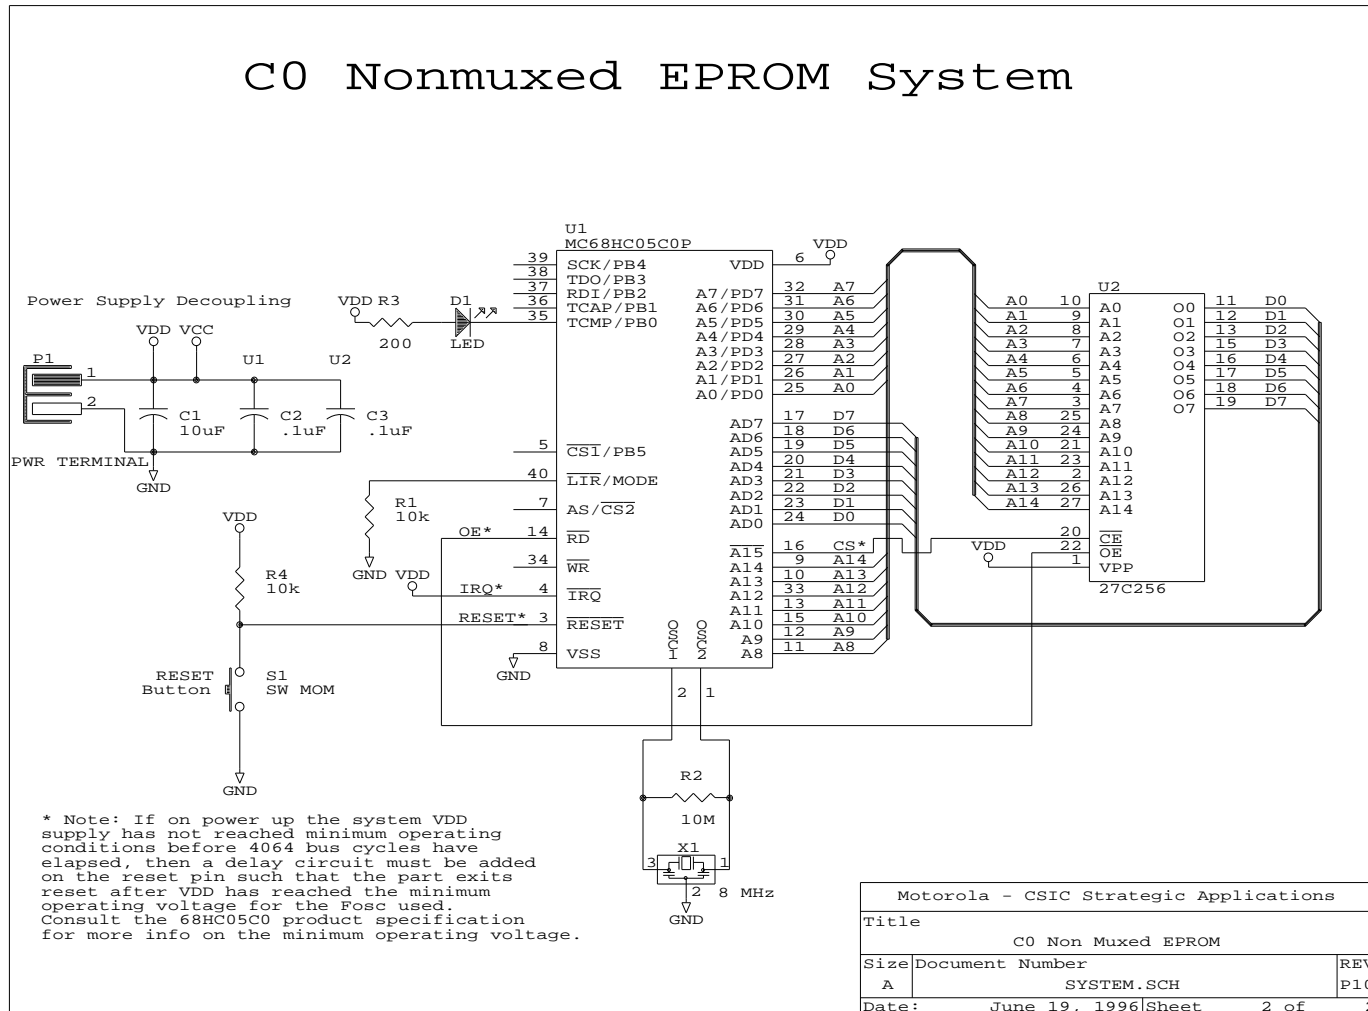 C0 Nonmuxed EPROM System
U1
MC68HC05C0P
39 SCK/PB4
38 TDO/PB3
37 RDI/PB2
36 TCAP/PB1
35 TCMP/PB0
5 CS1/PB5
40 LIR/MODE
7 AS/CS2
14 RD
34 WR
4 IRQ
3 RESET
8 VSS
VDD 6 VDD
A7/PD7 32 A7
A6/PD6 31 A6
A5/PD5 30 A5
A4/PD4 29 A4
A3/PD3 28 A3
A2/PD2 27 A2
A1/PD1 26 A1
A0/PD0 25 A0
AD7 17 D7
AD6 18 D6
AD5 19 D5
AD4 20 D4
AD3 21 D3
AD2 22 D2
AD1 23 D1
AD0 24 D0
A15 16 CS*
A14 9 A14
A13 10 A13
A12 33 A12
A11 13 A11
A10 15 A10
A9 12 A9
A8 11 A8
OSC1
OSC2
2 1
U2
A0 10 A0
A1 9 A1
A2 8 A2
A3 7 A3
A4 6 A4
A5 5 A5
A6 4 A6
A7 3 A7
A8 25 A8
A9 24 A9
A10 21 A10
A11 23 A11
A12 2 A12
A13 26 A13
A14 27 A14
20 CE
22 OE
VDD 1 VPP
27C256
O0 11 D0
O1 12 D1
O2 13 D2
O3 14 D3
O4 15 D4
O5 16 D5
O6 17 D6
O7 18 D7
Power Supply Decoupling
VDD VCC
P1
1
2
U1 U2
C1
10uF
C2
.1uF
C3
.1uF
PWR TERMINAL
GND
VDD R3
200
D1
LED
R1
10k
GND
OE*
VDD
IRQ*
RESET*
GND
VDD
R4
10k
RESET
Button
S1
SW MOM
GND
R2
10M
X1
3 1
2 8 MHz
GND
* Note: If on power up the system VDD
supply has not reached minimum operating
conditions before 4064 bus cycles have
elapsed, then a delay circuit must be added
on the reset pin such that the part exits
reset after VDD has reached the minimum
operating voltage for the Fosc used.
Consult the 68HC05C0 product specification
for more info on the minimum operating voltage.
Motorola - CSIC Strategic Applications
Title
C0 Non Muxed EPROM
Size Document Number REV
A SYSTEM.SCH P10
Date: June 19, 1996 Sheet 2 of